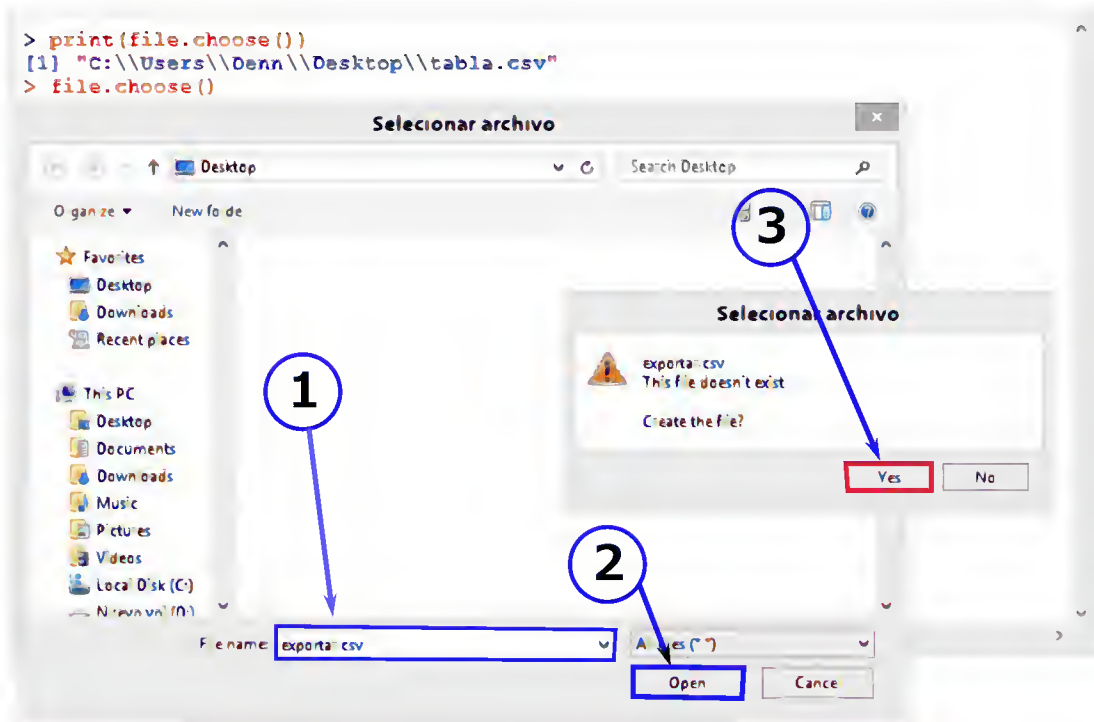 > print(file.choose())
[1] "C:\\Users\\Denn\\Desktop\\tabla.csv"
> file.choose()
Selecionar archivo
Desktop
Search Desktop
Organize
New folde
3
Favorites
Desktop
Downloads
Recent places
Selecionar archivo
exportar csv
This file doesn't exist
Create the file?
Yes
No
1
This PC
Desktop
Documents
Downloads
Music
Pictures
Videos
Local Disk (C:)
2
File name: exportar csv
Open
Cance